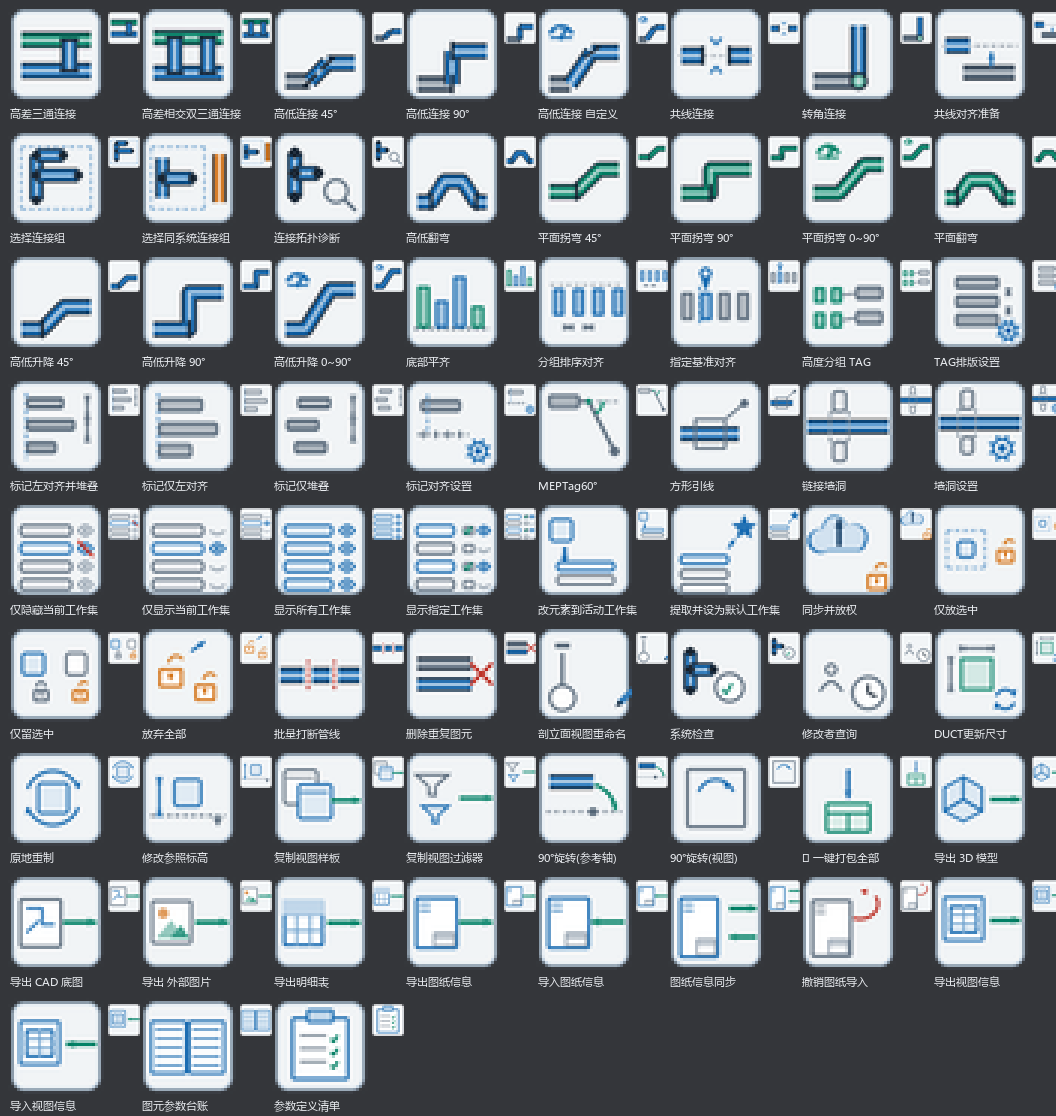 高差三通连接 高差相交双三通连接 高低连接 45° 高低连接 90° 高低连接 自定义 共线连接 转角连接 共线对齐准备
选择连接组 选择同系统连接组 连接拓扑诊断 高低翻弯 平面拐弯 45° 平面拐弯 90° 平面拐弯 0~90° 平面翻弯
高低升降 45° 高低升降 90° 高低升降 0~90° 底部平齐 分组排序对齐 指定基准对齐 高度分组 TAG TAG排版设置
标记左对齐并堆叠 标记仅左对齐 标记仅堆叠 标记对齐设置 MEPTag60° 方形引线 链接墙洞 墙洞设置
仅隐藏当前工作集 仅显示当前工作集 显示所有工作集 显示指定工作集 改元素到活动工作集 提取并设为默认工作集 同步并放权 仅放选中
仅留选中 放弃全部 批量打断管线 删除重复图元 剖立面视图重命名 系统检查 修改者查询 DUCT更新尺寸
原地重制 修改参照标高 复制视图样板 复制视图过滤器 90°旋转(参考轴) 90°旋转(视图) 一键打包全部 导出 3D 模型
导出 CAD 底图 导出 外部图片 导出明细表 导出图纸信息 导入图纸信息 图纸信息同步 撤销图纸导入 导出视图信息
导入视图信息 图元参数台账 参数定义清单